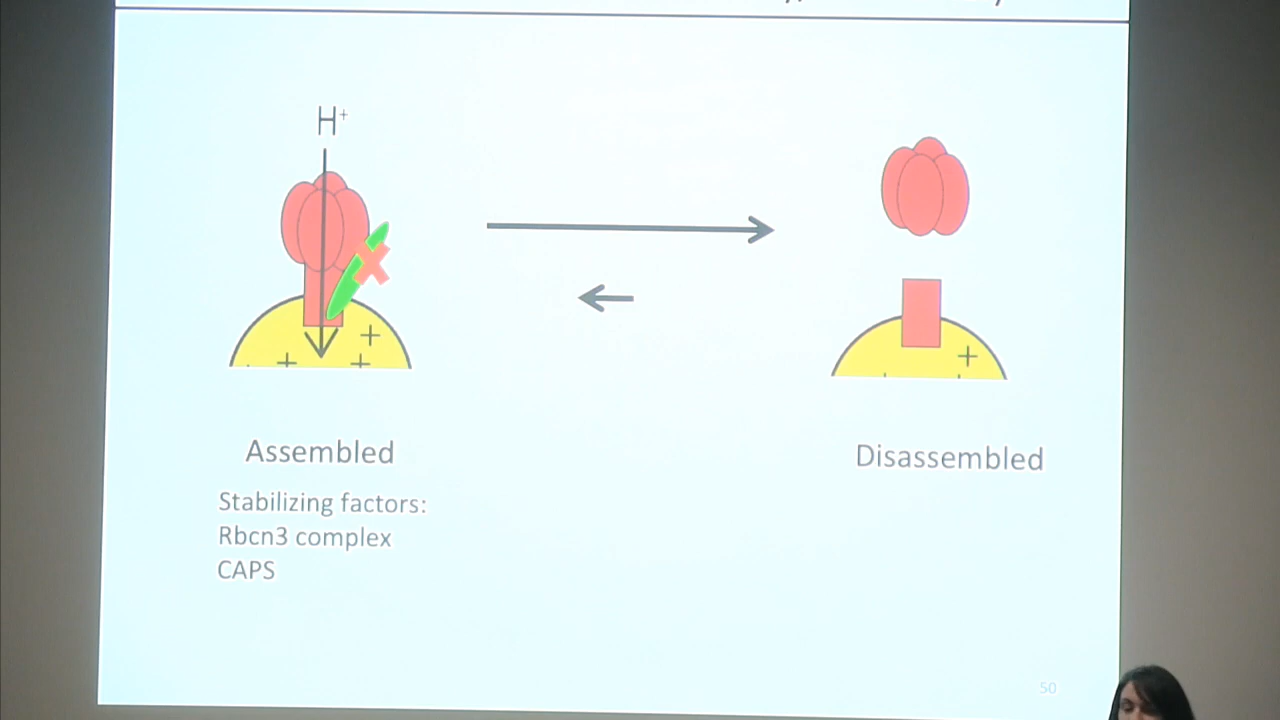 H⁺
+
+ +
+
Assembled
Disassembled
Stabilizing factors:
Rbcn3 complex
CAPS
50